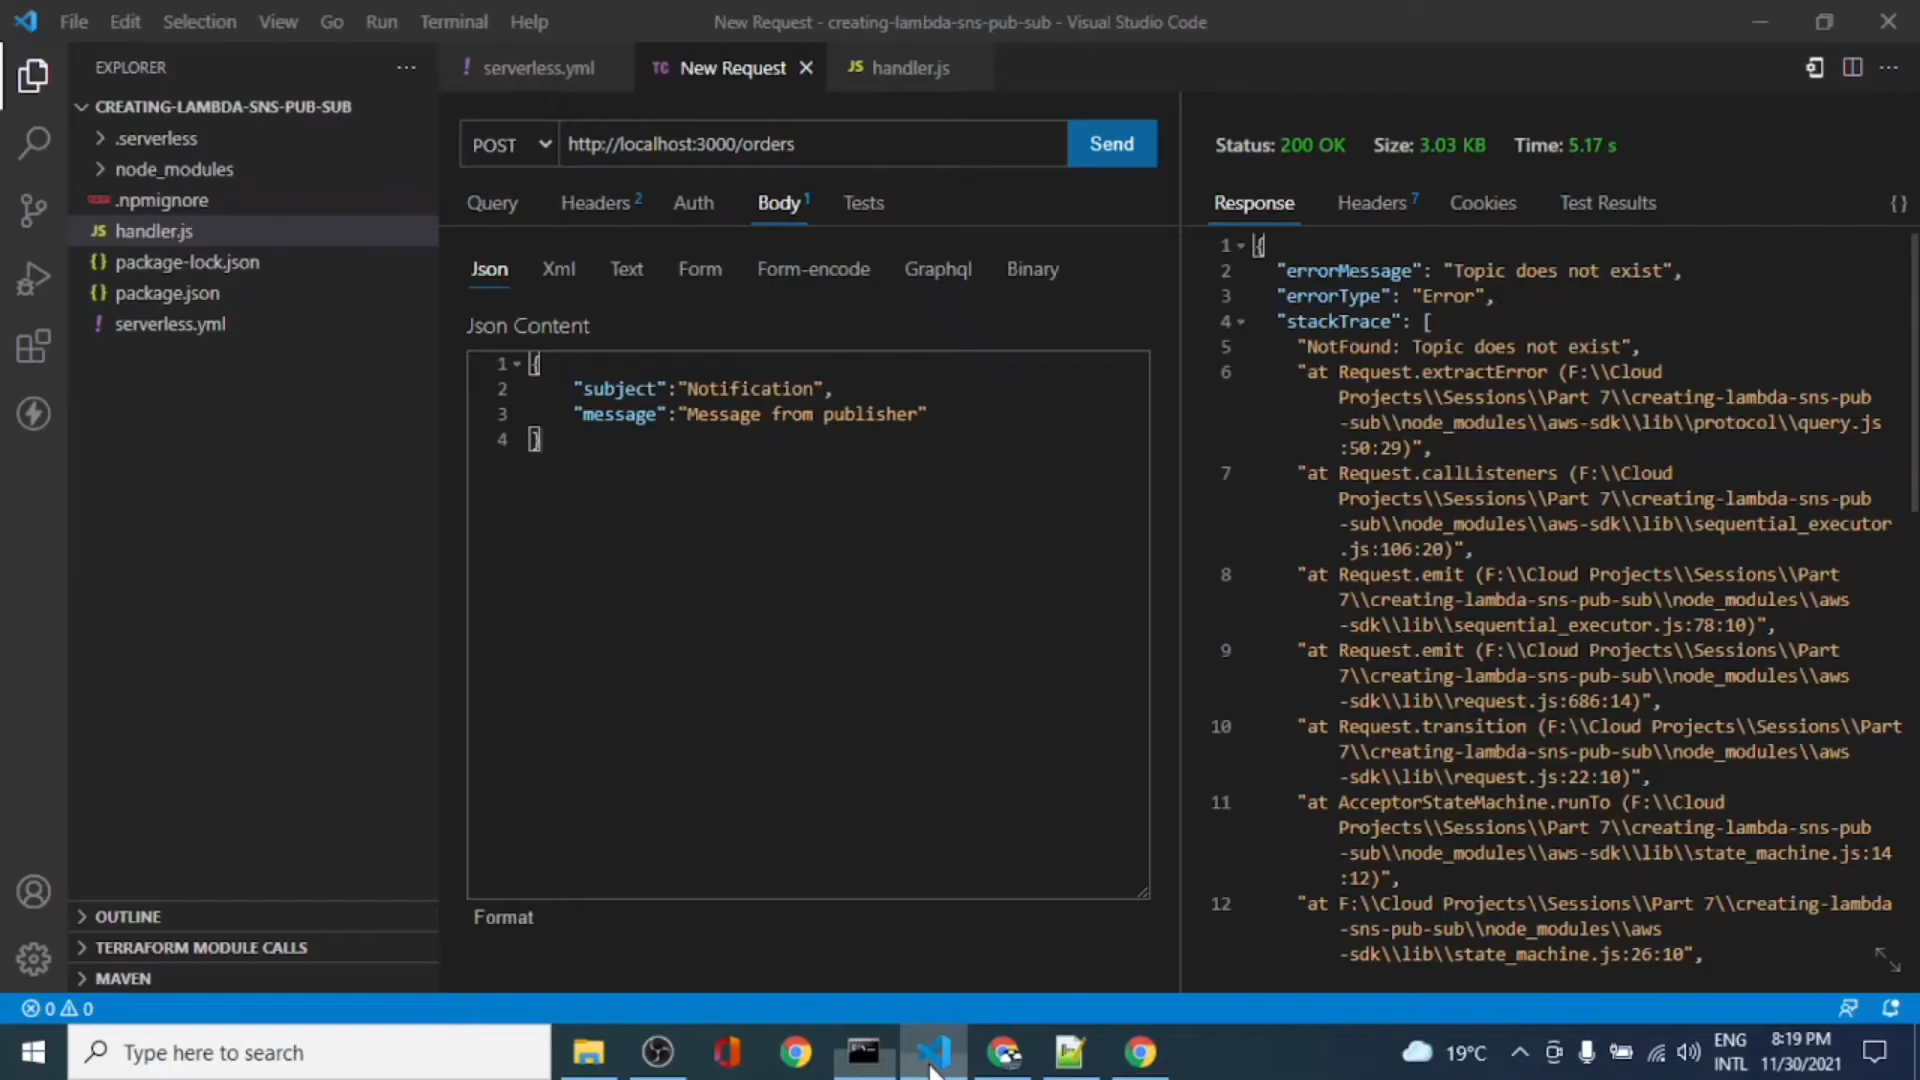 File Edit Selection View Go Run Terminal Help
New Request - creating-lambda-sns-pub-sub - Visual Studio Code
EXPLORER
CREATING-LAMBDA-SNS-PUB-SUB
.serverless
node_modules
.npmignore
JS handler.js
{} package-lock.json
{} package.json
! serverless.yml
OUTLINE
TERRAFORM MODULE CALLS
MAVEN
! serverless.yml
TC New Request
JS handler.js
POST http://localhost:3000/orders Send
Query Headers 2 Auth Body 1 Tests
Json Xml Text Form Form-encode Graphql Binary
Json Content
1 {
2 "subject":"Notification",
3 "message":"Message from publisher"
4 }
Format
Status: 200 OK Size: 3.03 KB Time: 5.17 s
Response Headers 7 Cookies Test Results {}
1 {
2 "errorMessage": "Topic does not exist",
3 "errorType": "Error",
4 "stackTrace": [
5 "NotFound: Topic does not exist",
6 "at Request.extractError (F:\\Cloud
Projects\\Sessions\\Part 7\\creating-lambda-sns-pub
-sub\\node_modules\\aws-sdk\\lib\\protocol\\query.js
:50:29)",
7 "at Request.callListeners (F:\\Cloud
Projects\\Sessions\\Part 7\\creating-lambda-sns-pub
-sub\\node_modules\\aws-sdk\\lib\\sequential_executor
.js:106:20)",
8 "at Request.emit (F:\\Cloud Projects\\Sessions\\Part
7\\creating-lambda-sns-pub-sub\\node_modules\\aws
-sdk\\lib\\sequential_executor.js:78:10)",
9 "at Request.emit (F:\\Cloud Projects\\Sessions\\Part
7\\creating-lambda-sns-pub-sub\\node_modules\\aws
-sdk\\lib\\request.js:686:14)",
10 "at Request.transition (F:\\Cloud Projects\\Sessions\\Part
7\\creating-lambda-sns-pub-sub\\node_modules\\aws
-sdk\\lib\\request.js:22:10)",
11 "at AcceptorStateMachine.runTo (F:\\Cloud
Projects\\Sessions\\Part 7\\creating-lambda-sns-pub
-sub\\node_modules\\aws-sdk\\lib\\state_machine.js:14
:12)",
12 "at F:\\Cloud Projects\\Sessions\\Part 7\\creating-lambda
-sns-pub-sub\\node_modules\\aws
-sdk\\lib\\state_machine.js:26:10",
0 0
Type here to search
19°C
ENG
INTL
8:19 PM
11/30/2021